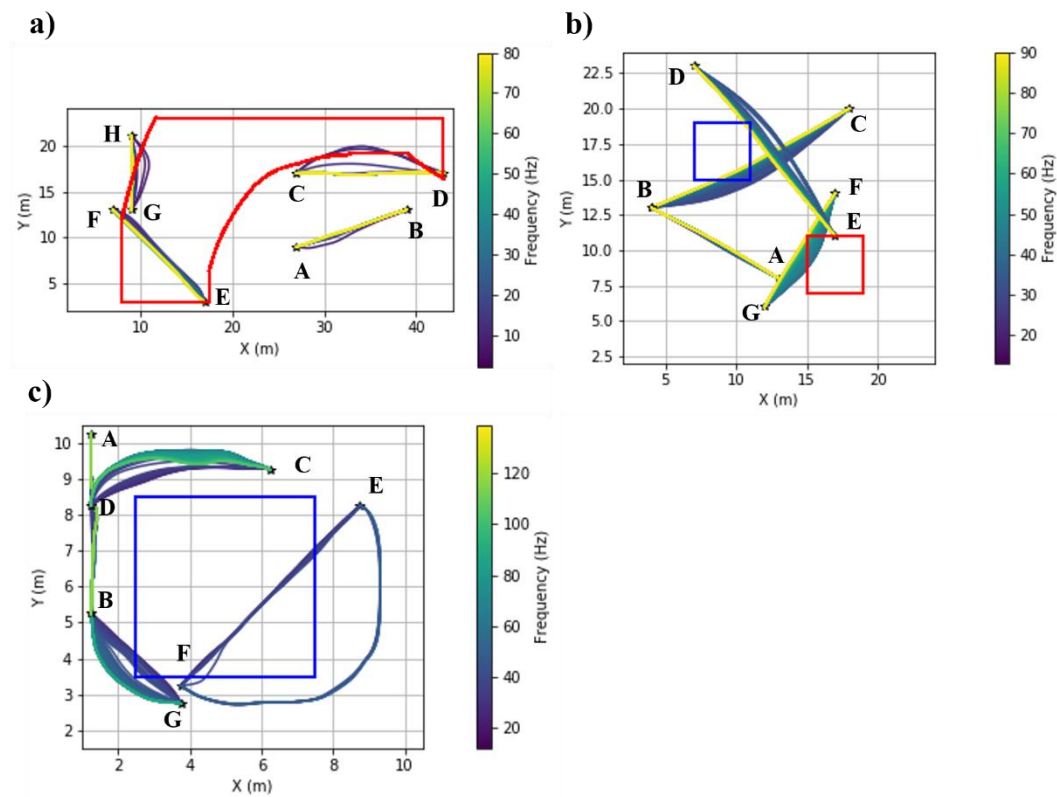 a)
H
F
G
C
D
B
A
E
20
15
10
5
10
20
30
40
X (m)
Y (m)
80
70
60
50
40
30
20
10
Frequency (Hz)
b)
D
C
B
F
E
A
G
22.5
20.0
17.5
15.0
12.5
10.0
7.5
5.0
2.5
5
10
15
20
X (m)
Y (m)
90
80
70
60
50
40
30
20
Frequency (Hz)
c)
A
C
E
D
B
F
G
10
9
8
7
6
5
4
3
2
2
4
6
8
10
X (m)
Y (m)
120
100
80
60
40
20
Frequency (Hz)